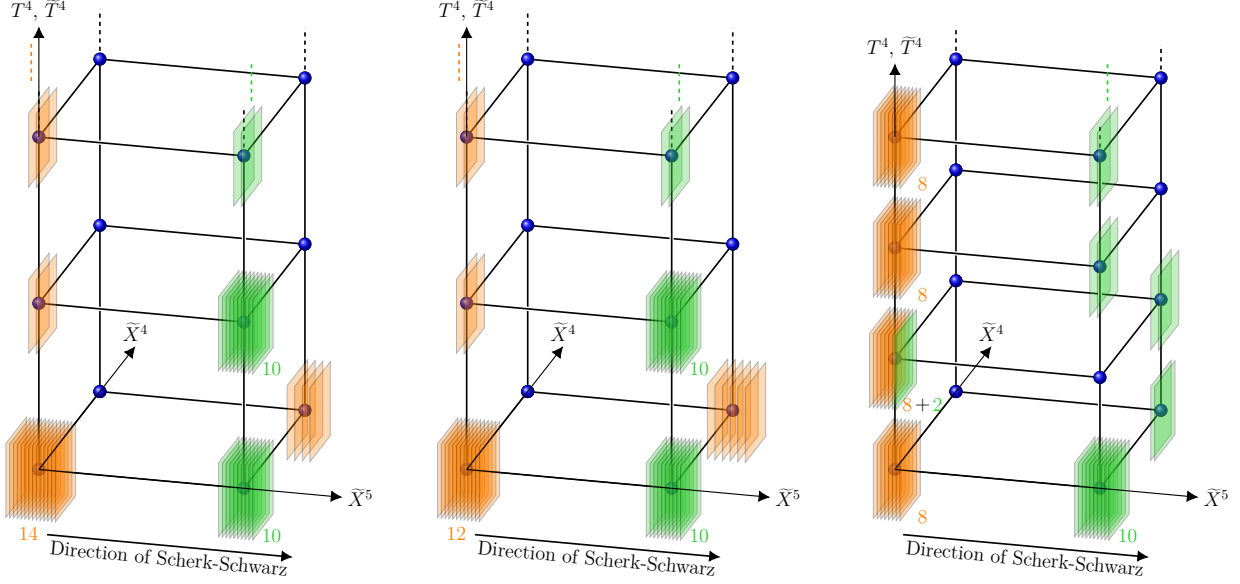 T⁴, T̃⁴
X̃⁴
10
X̃⁵
14
10
Direction of Scherk-Schwarz
T⁴, T̃⁴
X̃⁴
10
X̃⁵
12
10
Direction of Scherk-Schwarz
T⁴, T̃⁴
8
8
X̃⁴
8 + 2
X̃⁵
8
10
Direction of Scherk-Schwarz